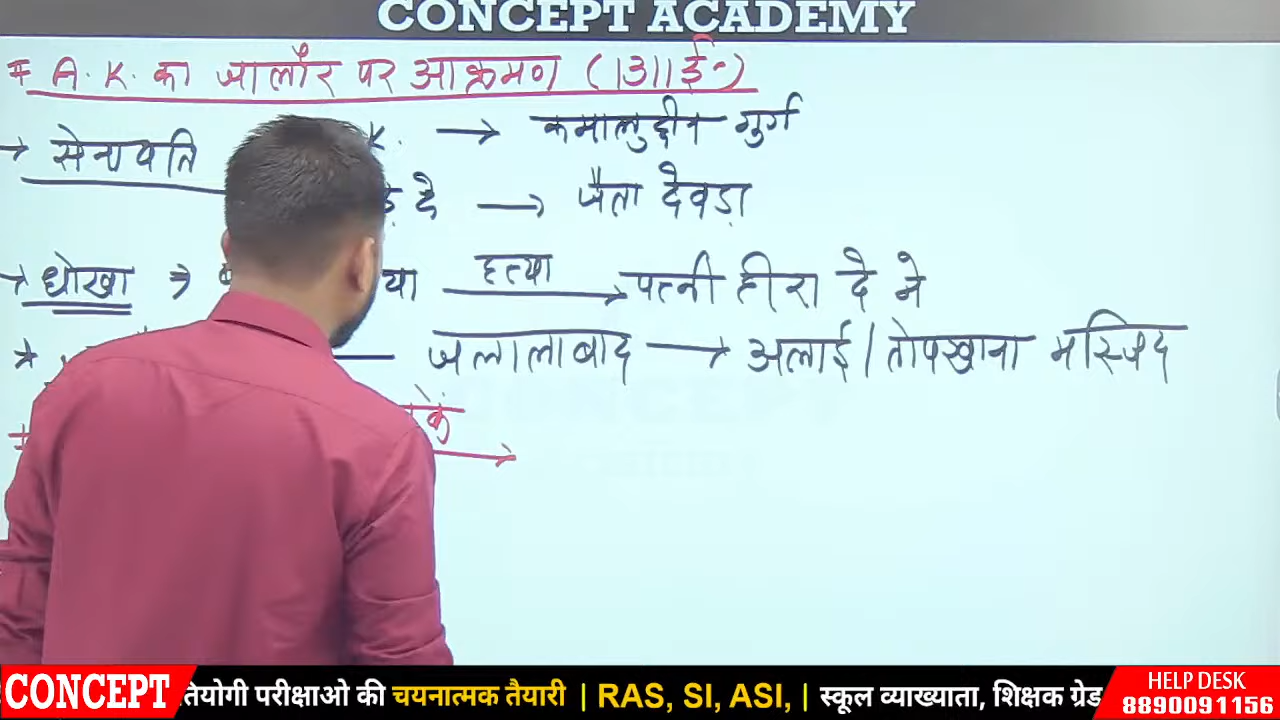 CONCEPT ACADEMY
A. K. का जालौर पर आक्रमण (1311ई॰)
→ सेनापति K. → कमालुद्दीन गुर्ग
दे → जैता देवड़ा
→ धोखा ⇒ हत्या → पत्नी हीरा दे ने
* जलालाबाद → अलाई / तोपखाना मस्जिद
CONCEPT तियोगी परीक्षाओ की चयनात्मक तैयारी | RAS, SI, ASI, | स्कूल व्याख्याता, शिक्षक ग्रेड HELP DESK
8890091156